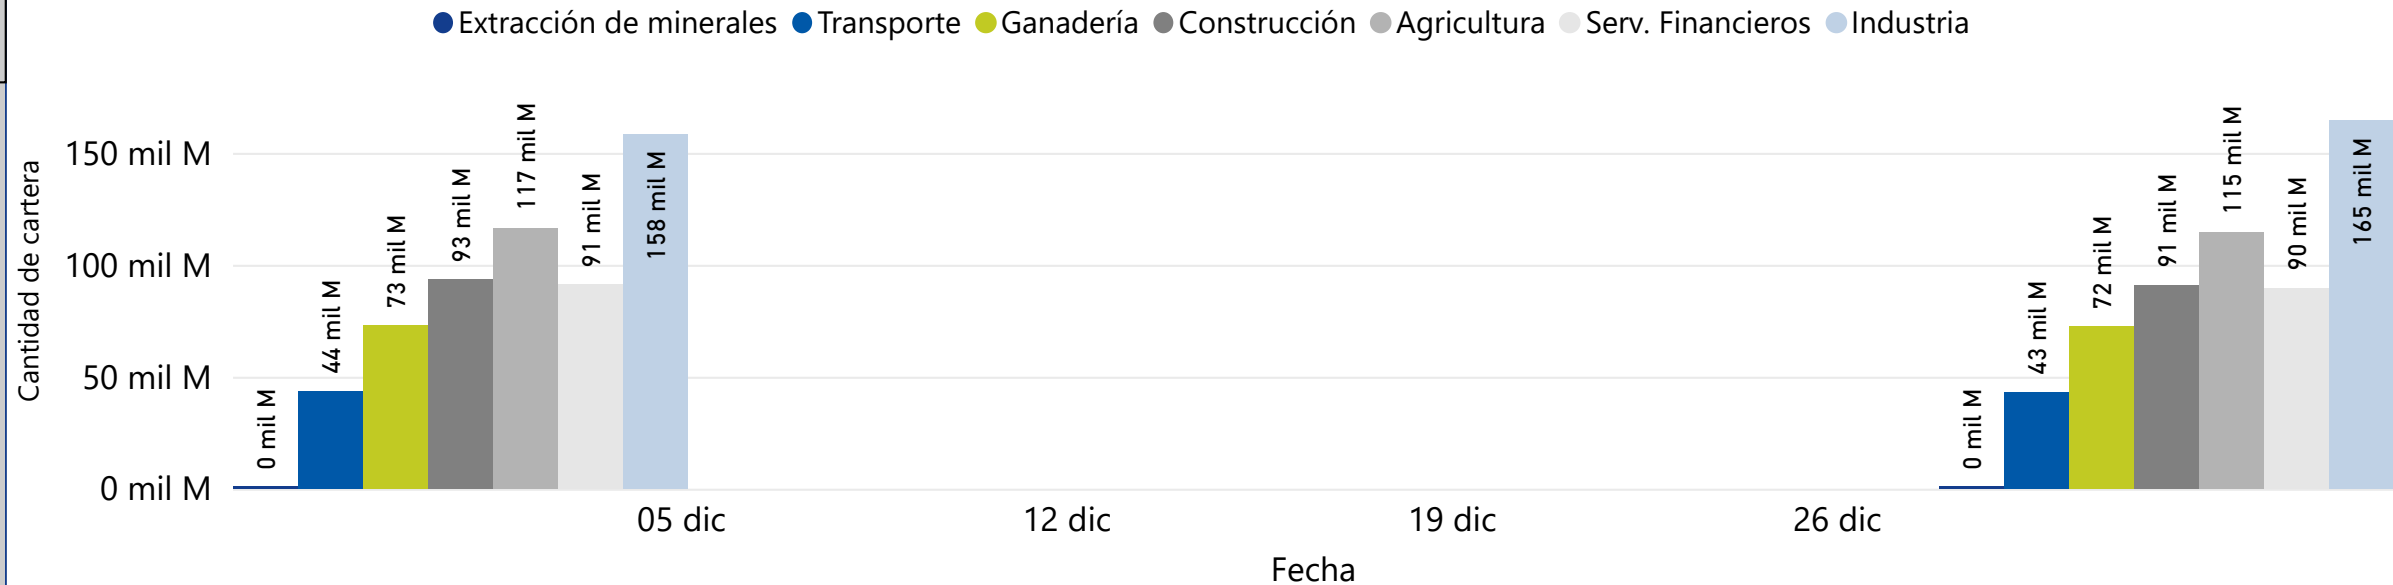 Extracción de minerales Transporte Ganadería Construcción Agricultura Serv. Financieros Industria
Cantidad de cartera
150 mil M
100 mil M
50 mil M
0 mil M
0 mil M
44 mil M
73 mil M
93 mil M
117 mil M
91 mil M
158 mil M
0 mil M
43 mil M
72 mil M
91 mil M
115 mil M
90 mil M
165 mil M
05 dic 12 dic 19 dic 26 dic
Fecha